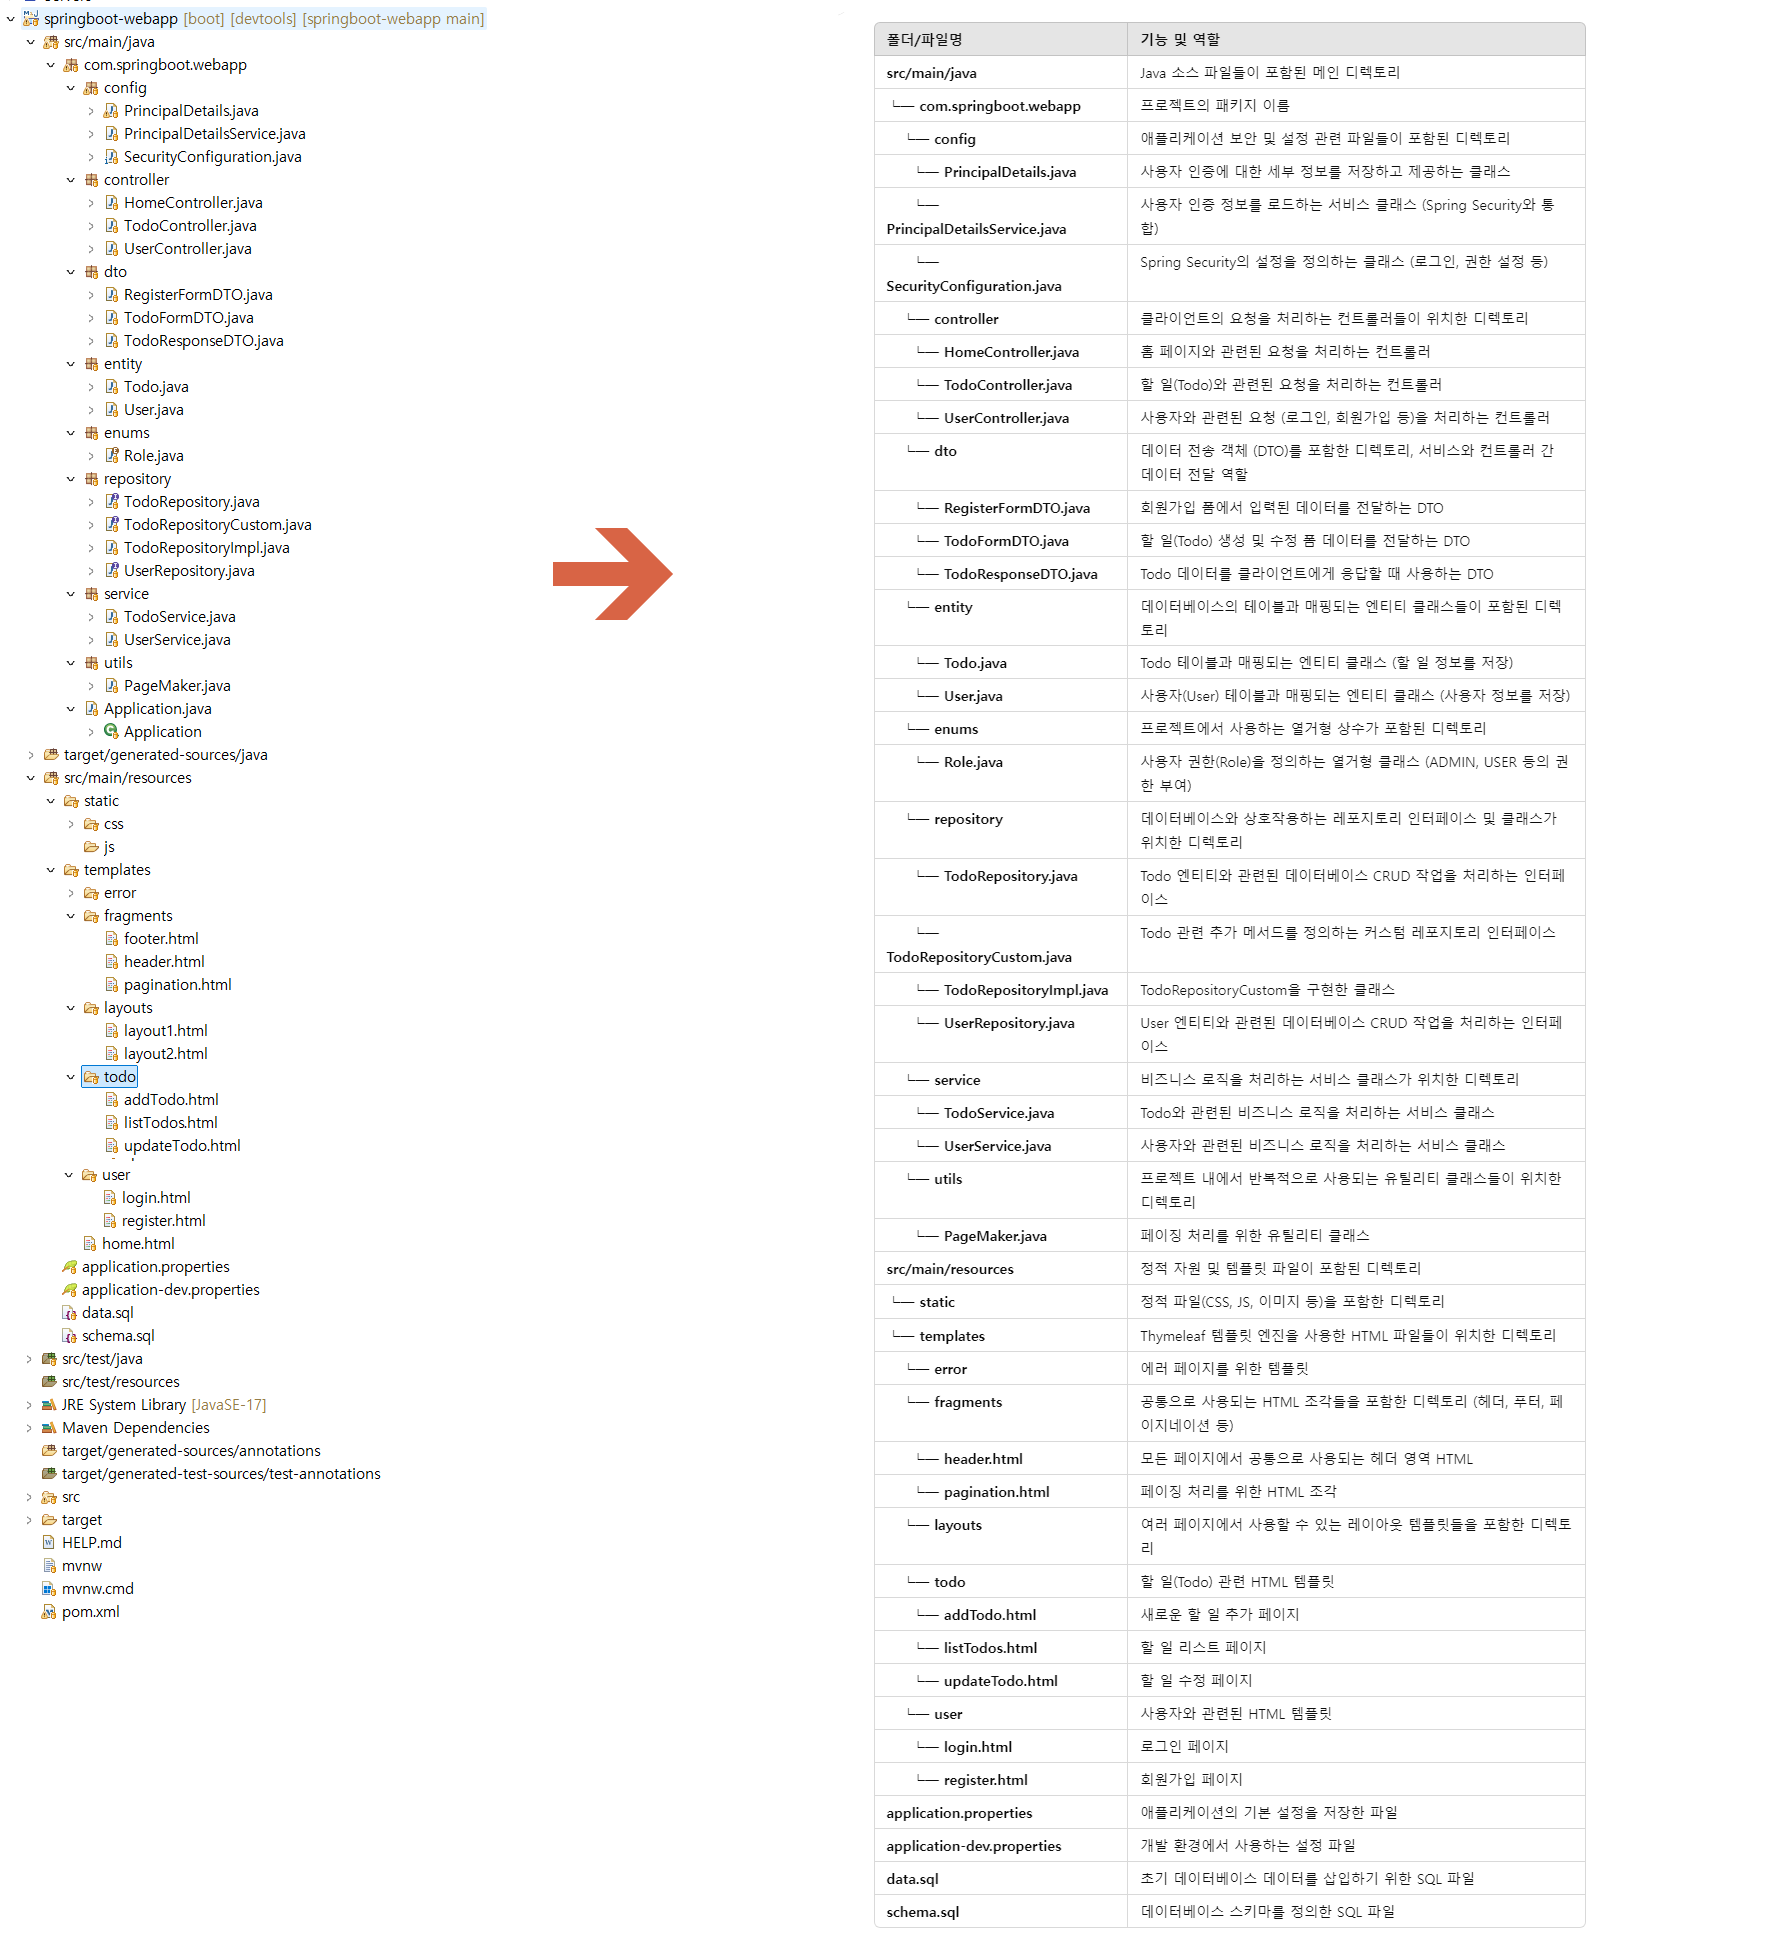 springboot-webapp [boot] [devtools] [springboot-webapp main]
src/main/java
com.springboot.webapp
config
PrincipalDetails.java
PrincipalDetailsService.java
SecurityConfiguration.java
controller
HomeController.java
TodoController.java
UserController.java
dto
RegisterFormDTO.java
TodoFormDTO.java
TodoResponseDTO.java
entity
Todo.java
User.java
enums
Role.java
repository
TodoRepository.java
TodoRepositoryCustom.java
TodoRepositoryImpl.java
UserRepository.java
service
TodoService.java
UserService.java
utils
PageMaker.java
Application.java
Application
target/generated-sources/java
src/main/resources
static
css
js
templates
error
fragments
footer.html
header.html
pagination.html
layouts
layout1.html
layout2.html
todo
addTodo.html
listTodos.html
updateTodo.html
user
login.html
register.html
home.html
application.properties
application-dev.properties
data.sql
schema.sql
src/test/java
src/test/resources
JRE System Library [JavaSE-17]
Maven Dependencies
target/generated-sources/annotations
target/generated-test-sources/test-annotations
src
target
HELP.md
mvnw
mvnw.cmd
pom.xml
폴더/파일명 기능 및 역할
src/main/java Java 소스 파일들이 포함된 메인 디렉토리
└─ com.springboot.webapp 프로젝트의 패키지 이름
└─ config 애플리케이션 보안 및 설정 관련 파일들이 포함된 디렉토리
└─ PrincipalDetails.java 사용자 인증에 대한 세부 정보를 저장하고 제공하는 클래스
└─ 사용자 인증 정보를 로드하는 서비스 클래스 (Spring Security와 통
PrincipalDetailsService.java 합)
└─ Spring Security의 설정을 정의하는 클래스 (로그인, 권한 설정 등)
SecurityConfiguration.java
└─ controller 클라이언트의 요청을 처리하는 컨트롤러들이 위치한 디렉토리
└─ HomeController.java 홈 페이지와 관련된 요청을 처리하는 컨트롤러
└─ TodoController.java 할 일(Todo)와 관련된 요청을 처리하는 컨트롤러
└─ UserController.java 사용자와 관련된 요청 (로그인, 회원가입 등)을 처리하는 컨트롤러
└─ dto 데이터 전송 객체 (DTO)를 포함한 디렉토리, 서비스와 컨트롤러 간
데이터 전달 역할
└─ RegisterFormDTO.java 회원가입 폼에서 입력된 데이터를 전달하는 DTO
└─ TodoFormDTO.java 할 일(Todo) 생성 및 수정 폼 데이터를 전달하는 DTO
└─ TodoResponseDTO.java Todo 데이터를 클라이언트에게 응답할 때 사용하는 DTO
└─ entity 데이터베이스의 테이블과 매핑되는 엔티티 클래스들이 포함된 디렉
토리
└─ Todo.java Todo 테이블과 매핑되는 엔티티 클래스 (할 일 정보를 저장)
└─ User.java 사용자(User) 테이블과 매핑되는 엔티티 클래스 (사용자 정보를 저장)
└─ enums 프로젝트에서 사용하는 열거형 상수가 포함된 디렉토리
└─ Role.java 사용자 권한(Role)을 정의하는 열거형 클래스 (ADMIN, USER 등의 권
한 부여)
└─ repository 데이터베이스와 상호작용하는 레포지토리 인터페이스 및 클래스가
위치한 디렉토리
└─ TodoRepository.java Todo 엔티티와 관련된 데이터베이스 CRUD 작업을 처리하는 인터페
이스
└─ Todo 관련 추가 메서드를 정의하는 커스텀 레포지토리 인터페이스
TodoRepositoryCustom.java
└─ TodoRepositoryImpl.java TodoRepositoryCustom을 구현한 클래스
└─ UserRepository.java User 엔티티와 관련된 데이터베이스 CRUD 작업을 처리하는 인터페
이스
└─ service 비즈니스 로직을 처리하는 서비스 클래스가 위치한 디렉토리
└─ TodoService.java Todo와 관련된 비즈니스 로직을 처리하는 서비스 클래스
└─ UserService.java 사용자와 관련된 비즈니스 로직을 처리하는 서비스 클래스
└─ utils 프로젝트 내에서 반복적으로 사용되는 유틸리티 클래스들이 위치한
디렉토리
└─ PageMaker.java 페이징 처리를 위한 유틸리티 클래스
src/main/resources 정적 자원 및 템플릿 파일이 포함된 디렉토리
└─ static 정적 파일(CSS, JS, 이미지 등)을 포함한 디렉토리
└─ templates Thymeleaf 템플릿 엔진을 사용한 HTML 파일들이 위치한 디렉토리
└─ error 에러 페이지를 위한 템플릿
└─ fragments 공통으로 사용되는 HTML 조각들을 포함한 디렉토리 (헤더, 푸터, 페
이지네이션 등)
└─ header.html 모든 페이지에서 공통으로 사용되는 헤더 영역 HTML
└─ pagination.html 페이징 처리를 위한 HTML 조각
└─ layouts 여러 페이지에서 사용할 수 있는 레이아웃 템플릿들을 포함한 디렉토
리
└─ todo 할 일(Todo) 관련 HTML 템플릿
└─ addTodo.html 새로운 할 일 추가 페이지
└─ listTodos.html 할 일 리스트 페이지
└─ updateTodo.html 할 일 수정 페이지
└─ user 사용자와 관련된 HTML 템플릿
└─ login.html 로그인 페이지
└─ register.html 회원가입 페이지
application.properties 애플리케이션의 기본 설정을 저장한 파일
application-dev.properties 개발 환경에서 사용하는 설정 파일
data.sql 초기 데이터베이스 데이터를 삽입하기 위한 SQL 파일
schema.sql 데이터베이스 스키마를 정의한 SQL 파일